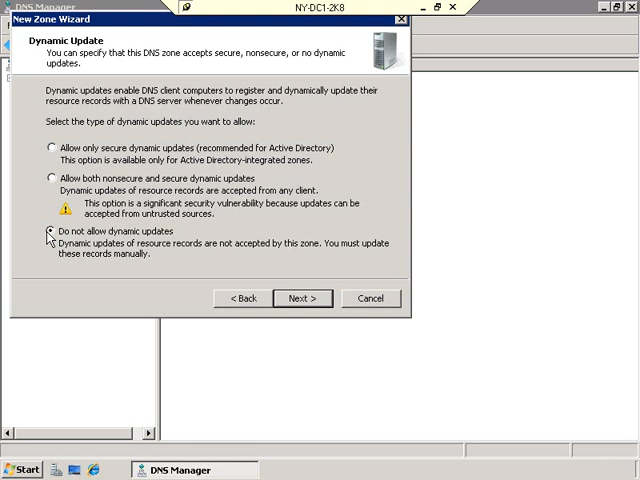 DNS Manager
NY-DC1-2K8
New Zone Wizard
Dynamic Update
You can specify that this DNS zone accepts secure, nonsecure, or no dynamic
updates.
Dynamic updates enable DNS client computers to register and dynamically update their
resource records with a DNS server whenever changes occur.
Select the type of dynamic updates you want to allow:
Allow only secure dynamic updates (recommended for Active Directory)
This option is available only for Active Directory-integrated zones.
Allow both nonsecure and secure dynamic updates
Dynamic updates of resource records are accepted from any client.
This option is a significant security vulnerability because updates can be
accepted from untrusted sources.
Do not allow dynamic updates
Dynamic updates of resource records are not accepted by this zone. You must update
these records manually.
< Back
Next >
Cancel
Start
DNS Manager